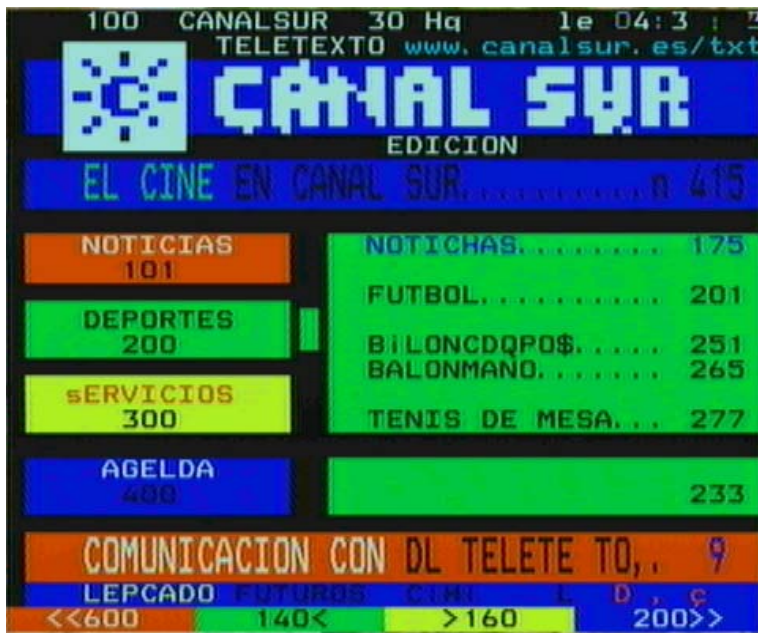 100 CANALSUR 30 Hq le 04:3
TELETEXTO www.canalsur.es/txt
CANAL SUR
EDICION
EL CINE EN CANAL SUR..........n 415
NOTICIAS
101
NOTICHAS........ 175
FUTBOL.......... 201
DEPORTES
200
BiLONCDQPO$..... 251
BALONMANO....... 265
sERVICIOS
300
TENIS DE MESA... 277
AGELDA
400
233
COMUNICACION CON DL TELETE TO,. 9
LEPCADO FUTUROS
<<600 140< >160 200>>